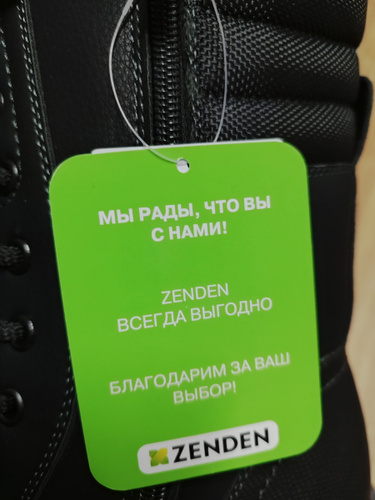 МЫ РАДЫ, ЧТО ВЫ
С НАМИ!
ZENDEN
ВСЕГДА ВЫГОДНО
БЛАГОДАРИМ ЗА ВАШ
ВЫБОР!
ZENDEN